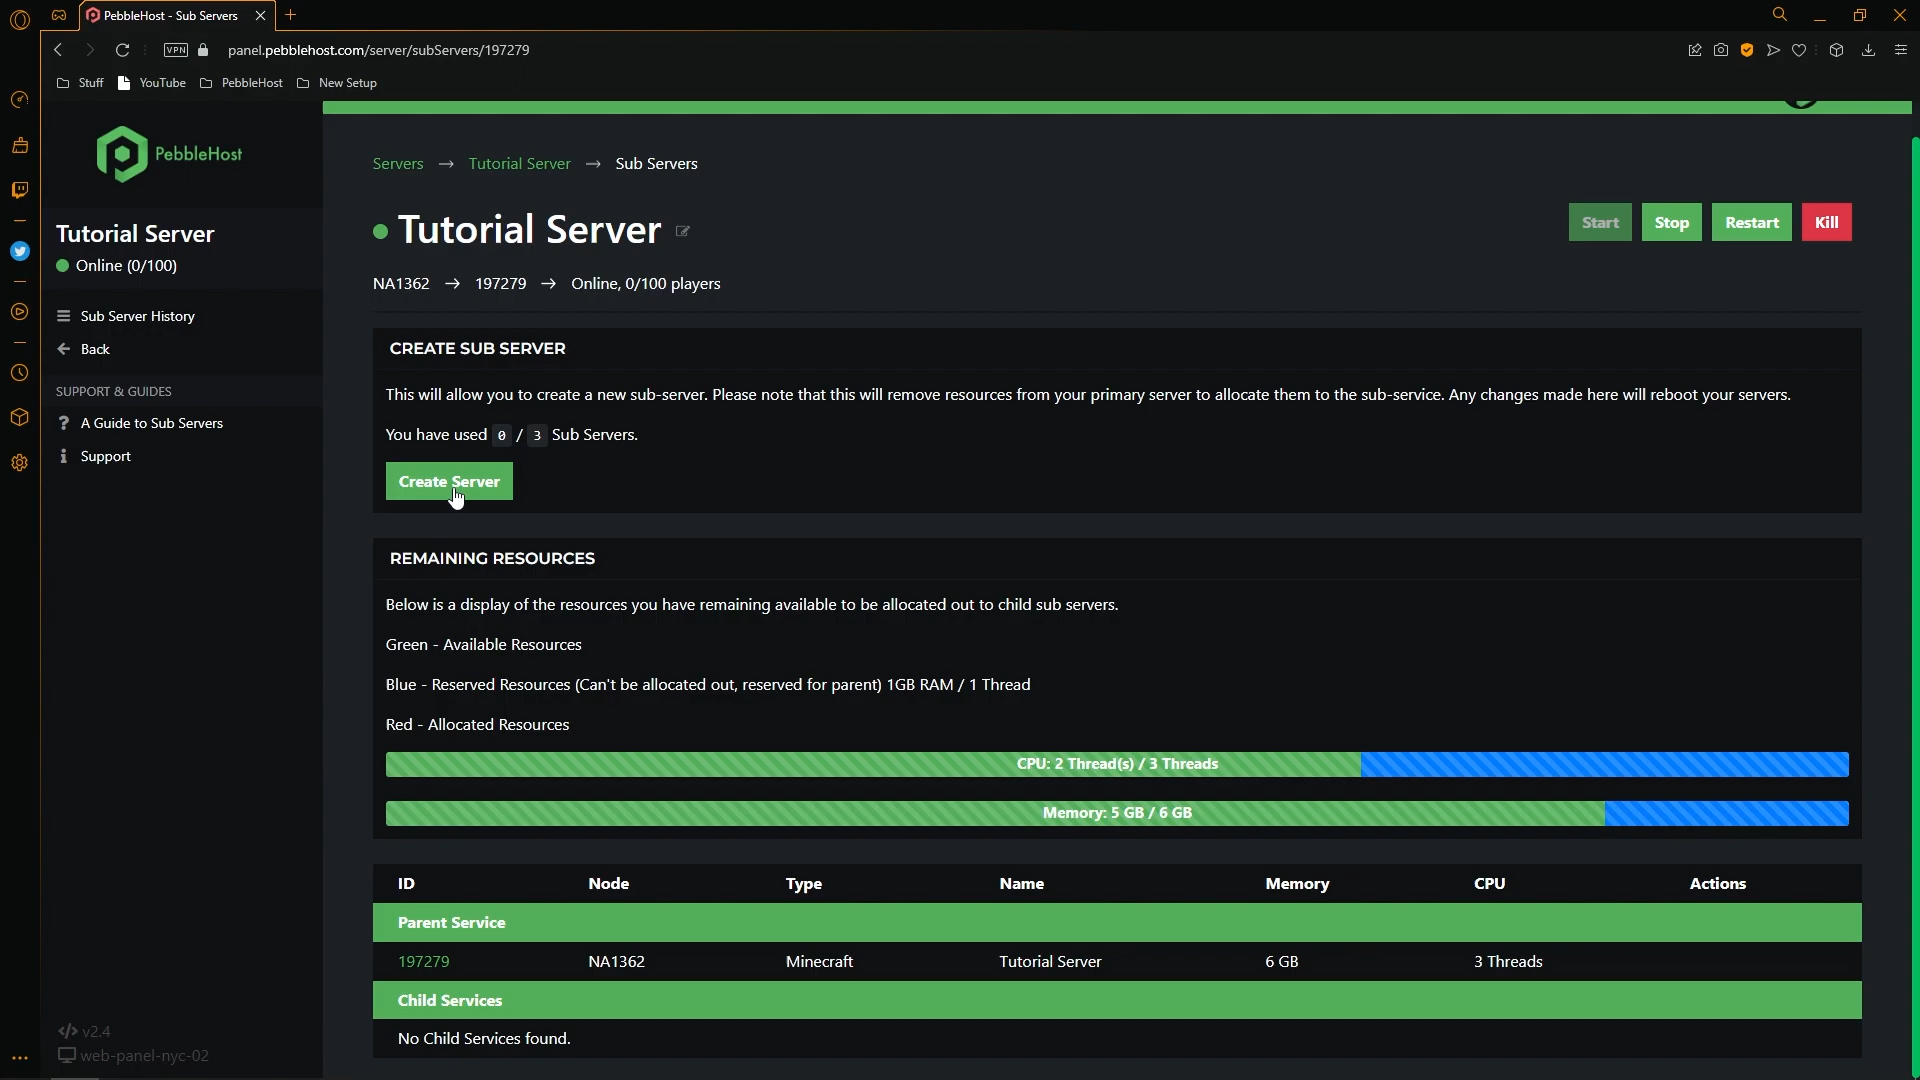 PebbleHost - Sub Servers
VPN
panel.pebblehost.com/server/subServers/197279
Stuff
YouTube
PebbleHost
New Setup
PebbleHost
Tutorial Server
Online (0/100)
Sub Server History
Back
SUPPORT & GUIDES
A Guide to Sub Servers
Support
v2.4
web-panel-nyc-02
Servers → Tutorial Server → Sub Servers
Tutorial Server
Start
Stop
Restart
Kill
NA1362 → 197279 → Online, 0/100 players
CREATE SUB SERVER
This will allow you to create a new sub-server. Please note that this will remove resources from your primary server to allocate them to the sub-service. Any changes made here will reboot your servers.
You have used 0 / 3 Sub Servers.
Create Server
REMAINING RESOURCES
Below is a display of the resources you have remaining available to be allocated out to child sub servers.
Green - Available Resources
Blue - Reserved Resources (Can't be allocated out, reserved for parent) 1GB RAM / 1 Thread
Red - Allocated Resources
CPU: 2 Thread(s) / 3 Threads
Memory: 5 GB / 6 GB
ID Node Type Name Memory CPU Actions
Parent Service
197279 NA1362 Minecraft Tutorial Server 6 GB 3 Threads
Child Services
No Child Services found.